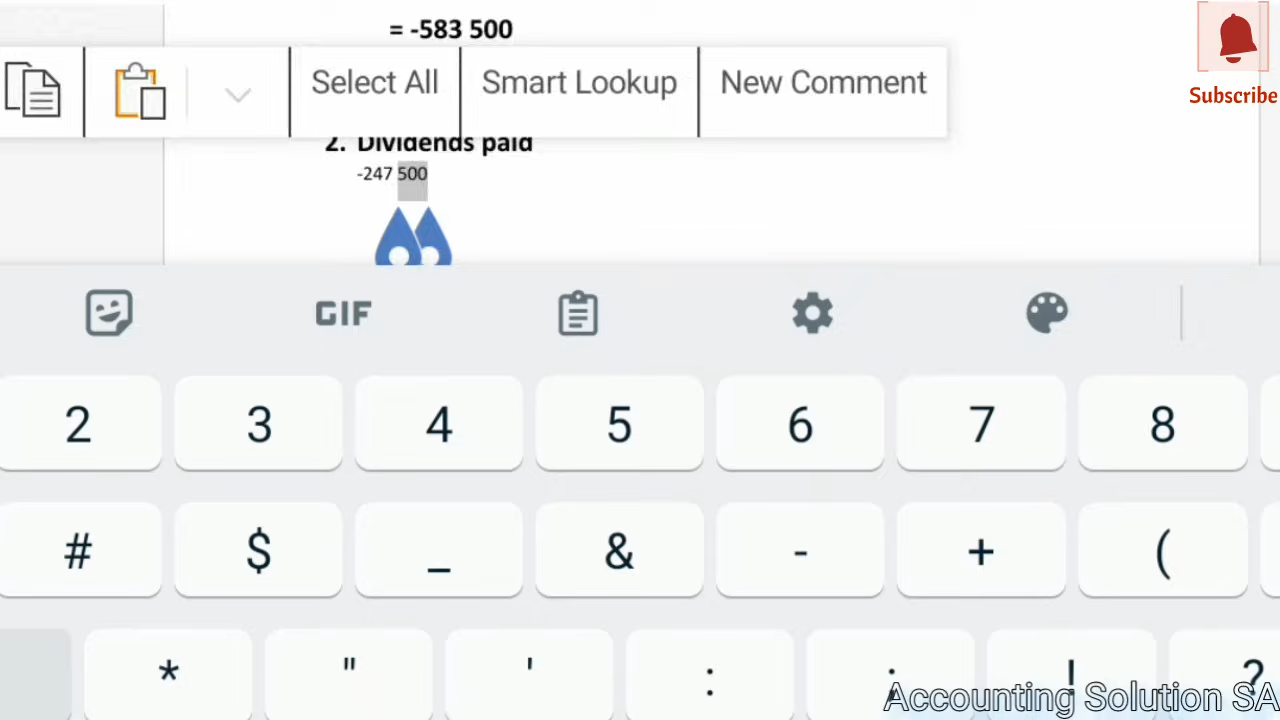 = -583 500
Select All
Smart Lookup
New Comment
Subscribe
2. Dividends paid
-247 500
GIF
2 3 4 5 6 7 8
# $ _ & - + (
* " ' : ; ! ?
Accounting Solution SA